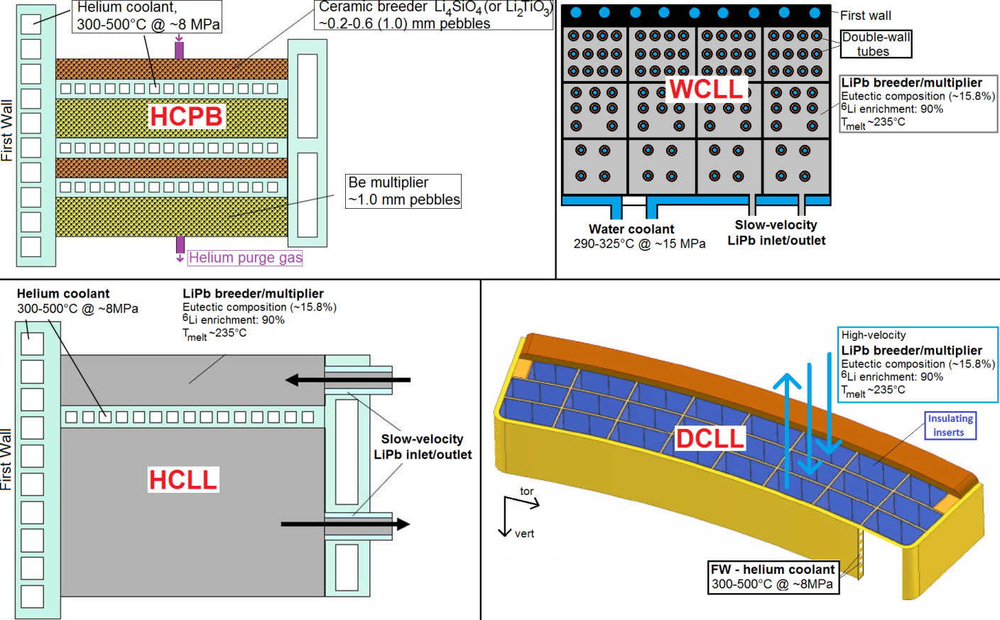 Helium coolant,
300-500°C @ ~8 MPa
Ceramic breeder Li4SiO4 (or Li2TiO3)
~0.2-0.6 (1.0) mm pebbles
First Wall
HCPB
Be multiplier
~1.0 mm pebbles
Helium purge gas
First wall
Double-wall
tubes
WCLL
LiPb breeder/multiplier
Eutectic composition (~15.8%)
6Li enrichment: 90%
Tmelt ~235°C
Water coolant
290-325°C @ ~15 MPa
Slow-velocity
LiPb inlet/outlet
Helium coolant
300-500°C @ ~8MPa
LiPb breeder/multiplier
Eutectic composition (~15.8%)
6Li enrichment: 90%
Tmelt ~235°C
First Wall
HCLL
Slow-velocity
LiPb inlet/outlet
High-velocity
LiPb breeder/multiplier
Eutectic composition (~15.8%)
6Li enrichment: 90%
Tmelt ~235°C
Insulating
inserts
DCLL
tor
vert
FW - helium coolant
300-500°C @ ~8MPa